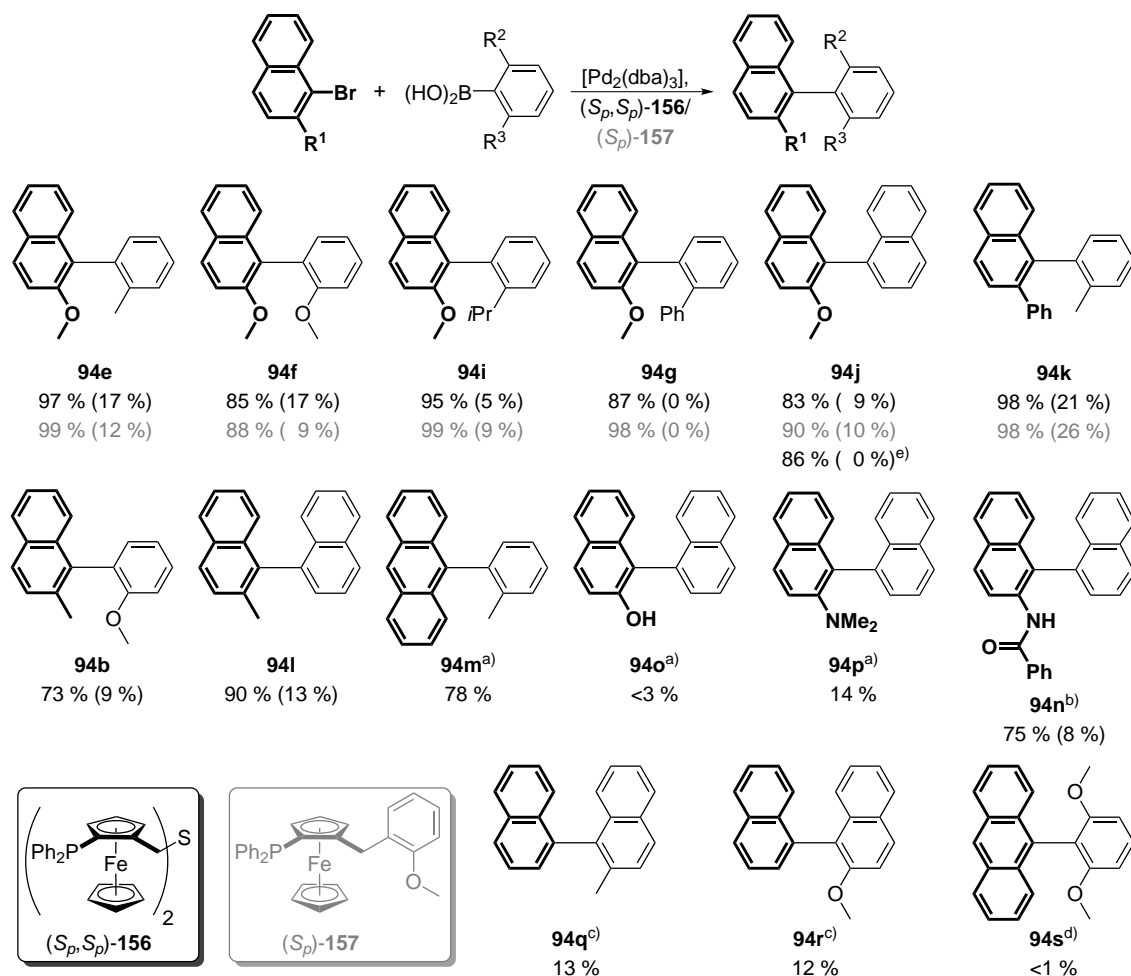 R¹
Br
+
(HO)₂B
R²
R³
[Pd₂(dba)₃],
(Sₚ,Sₚ)-156/
(Sₚ)-157
R²
R¹
R³
O
O
O
O
iPr
O
Ph
O
Ph
94e
94f
94i
94g
94j
94k
97 % (17 %)
85 % (17 %)
95 % (5 %)
87 % (0 %)
83 % ( 9 %)
98 % (21 %)
99 % (12 %)
88 % ( 9 %)
99 % (9 %)
98 % (0 %)
90 % (10 %)
98 % (26 %)
86 % ( 0 %)ᵉ⁾
O
OH
NMe₂
NH
O
Ph
94b
94l
94mᵃ⁾
94oᵃ⁾
94pᵃ⁾
94nᵇ⁾
73 % (9 %)
90 % (13 %)
78 %
<3 %
14 %
75 % (8 %)
Ph₂P
Fe
S
2
(Sₚ,Sₚ)-156
Ph₂P
Fe
O
(Sₚ)-157
O
O
O
94qᶜ⁾
94rᶜ⁾
94sᵈ⁾
13 %
12 %
<1 %